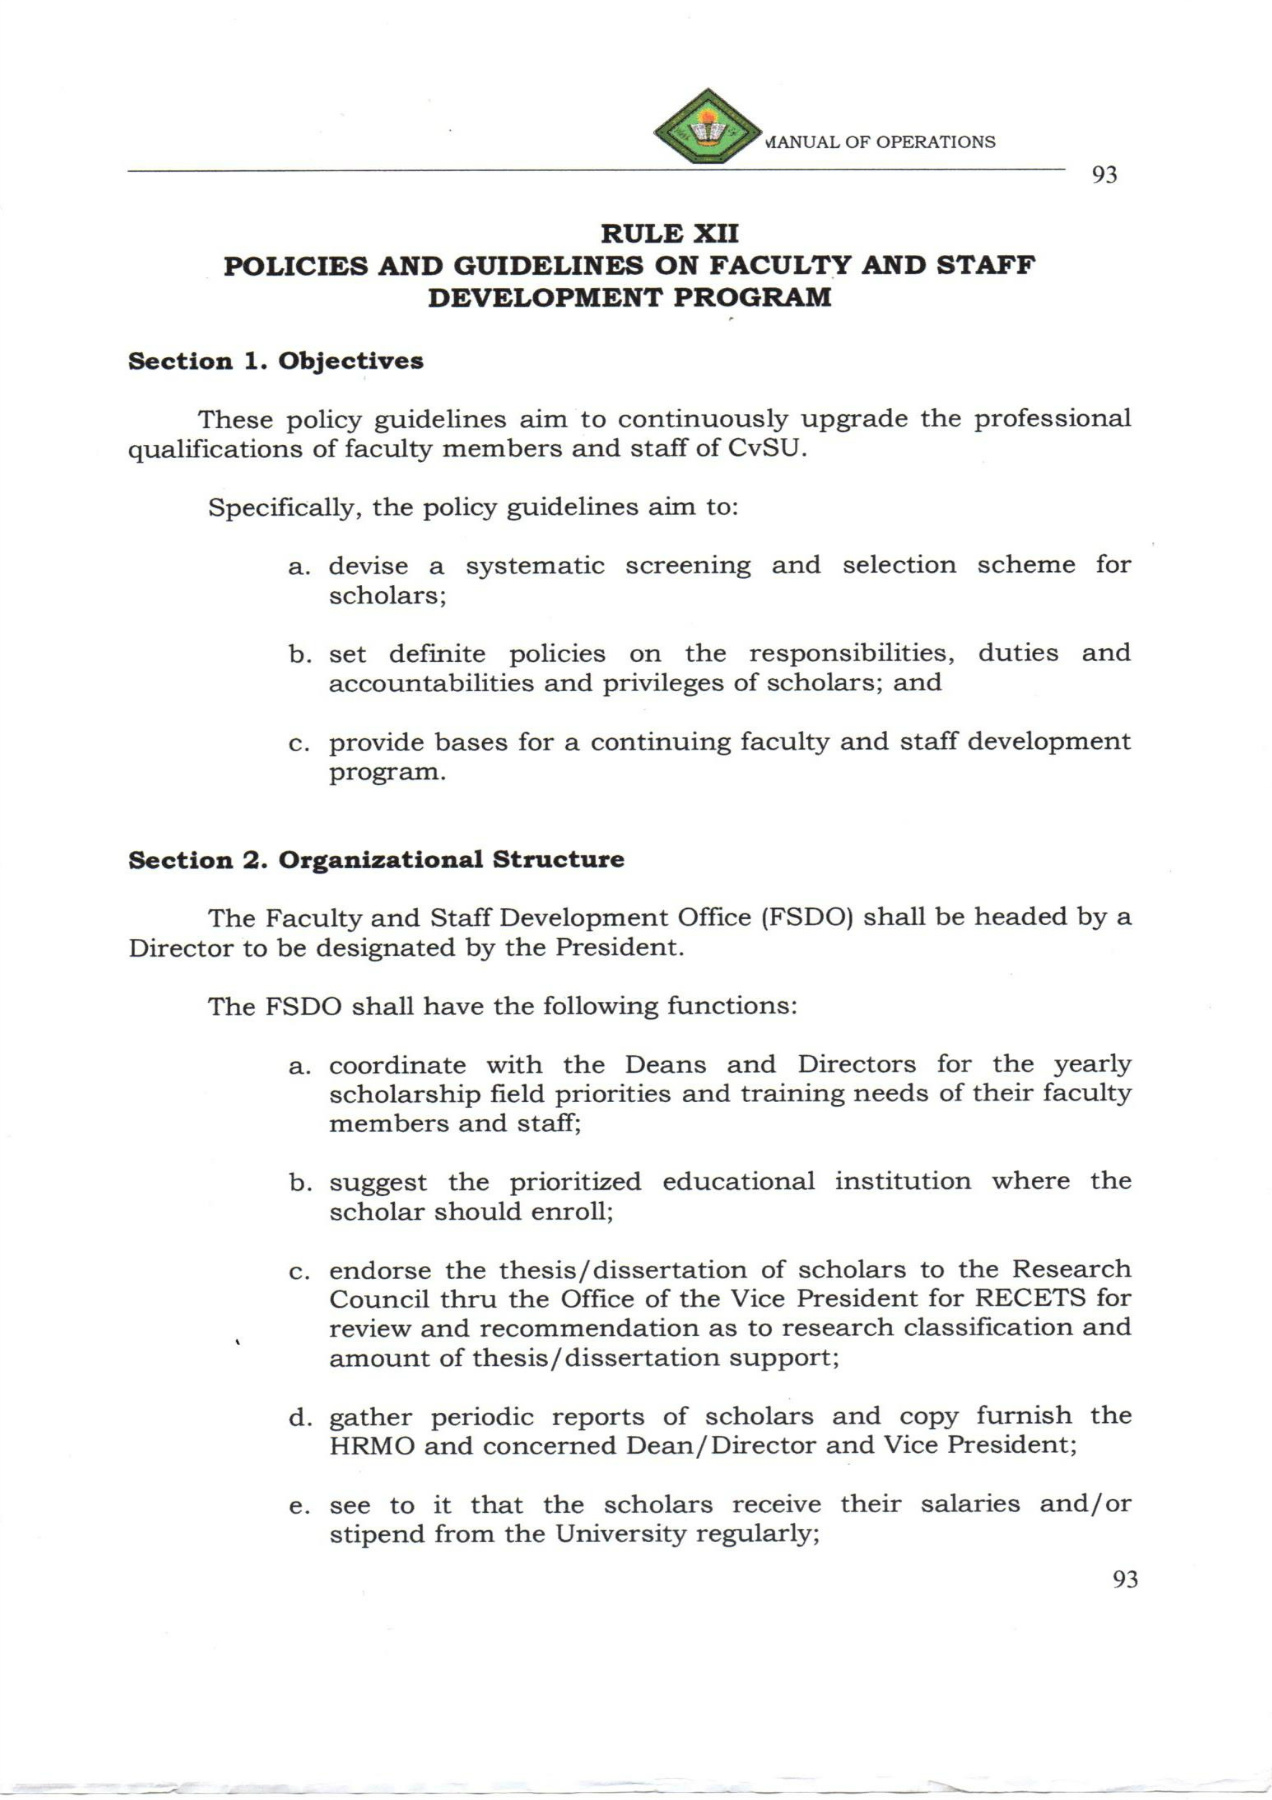 MANUAL OF OPERATIONS
93
RULE XII
POLICIES AND GUIDELINES ON FACULTY AND STAFF
DEVELOPMENT PROGRAM
Section 1. Objectives
These policy guidelines aim to continuously upgrade the professional
qualifications of faculty members and staff of CvSU.
Specifically, the policy guidelines aim to:
a. devise a systematic screening and selection scheme for
scholars;
b. set definite policies on the responsibilities, duties and
accountabilities and privileges of scholars; and
c. provide bases for a continuing faculty and staff development
program.
Section 2. Organizational Structure
The Faculty and Staff Development Office (FSDO) shall be headed by a
Director to be designated by the President.
The FSDO shall have the following functions:
a. coordinate with the Deans and Directors for the yearly
scholarship field priorities and training needs of their faculty
members and staff;
b. suggest the prioritized educational institution where the
scholar should enroll;
c. endorse the thesis/dissertation of scholars to the Research
Council thru the Office of the Vice President for RECETS for
review and recommendation as to research classification and
amount of thesis/dissertation support;
d. gather periodic reports of scholars and copy furnish the
HRMO and concerned Dean/Director and Vice President;
e. see to it that the scholars receive their salaries and/or
stipend from the University regularly;
93